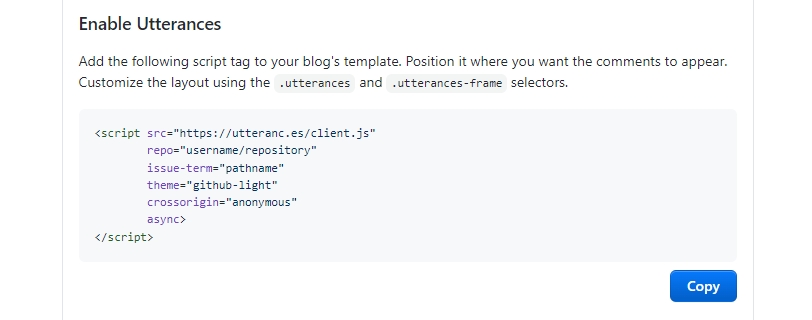 Enable Utterances
Add the following script tag to your blog's template. Position it where you want the comments to appear.
Customize the layout using the .utterances and .utterances-frame selectors.
<script src="https://utteranc.es/client.js"
        repo="username/repository"
        issue-term="pathname"
        theme="github-light"
        crossorigin="anonymous"
        async>
</script>
Copy